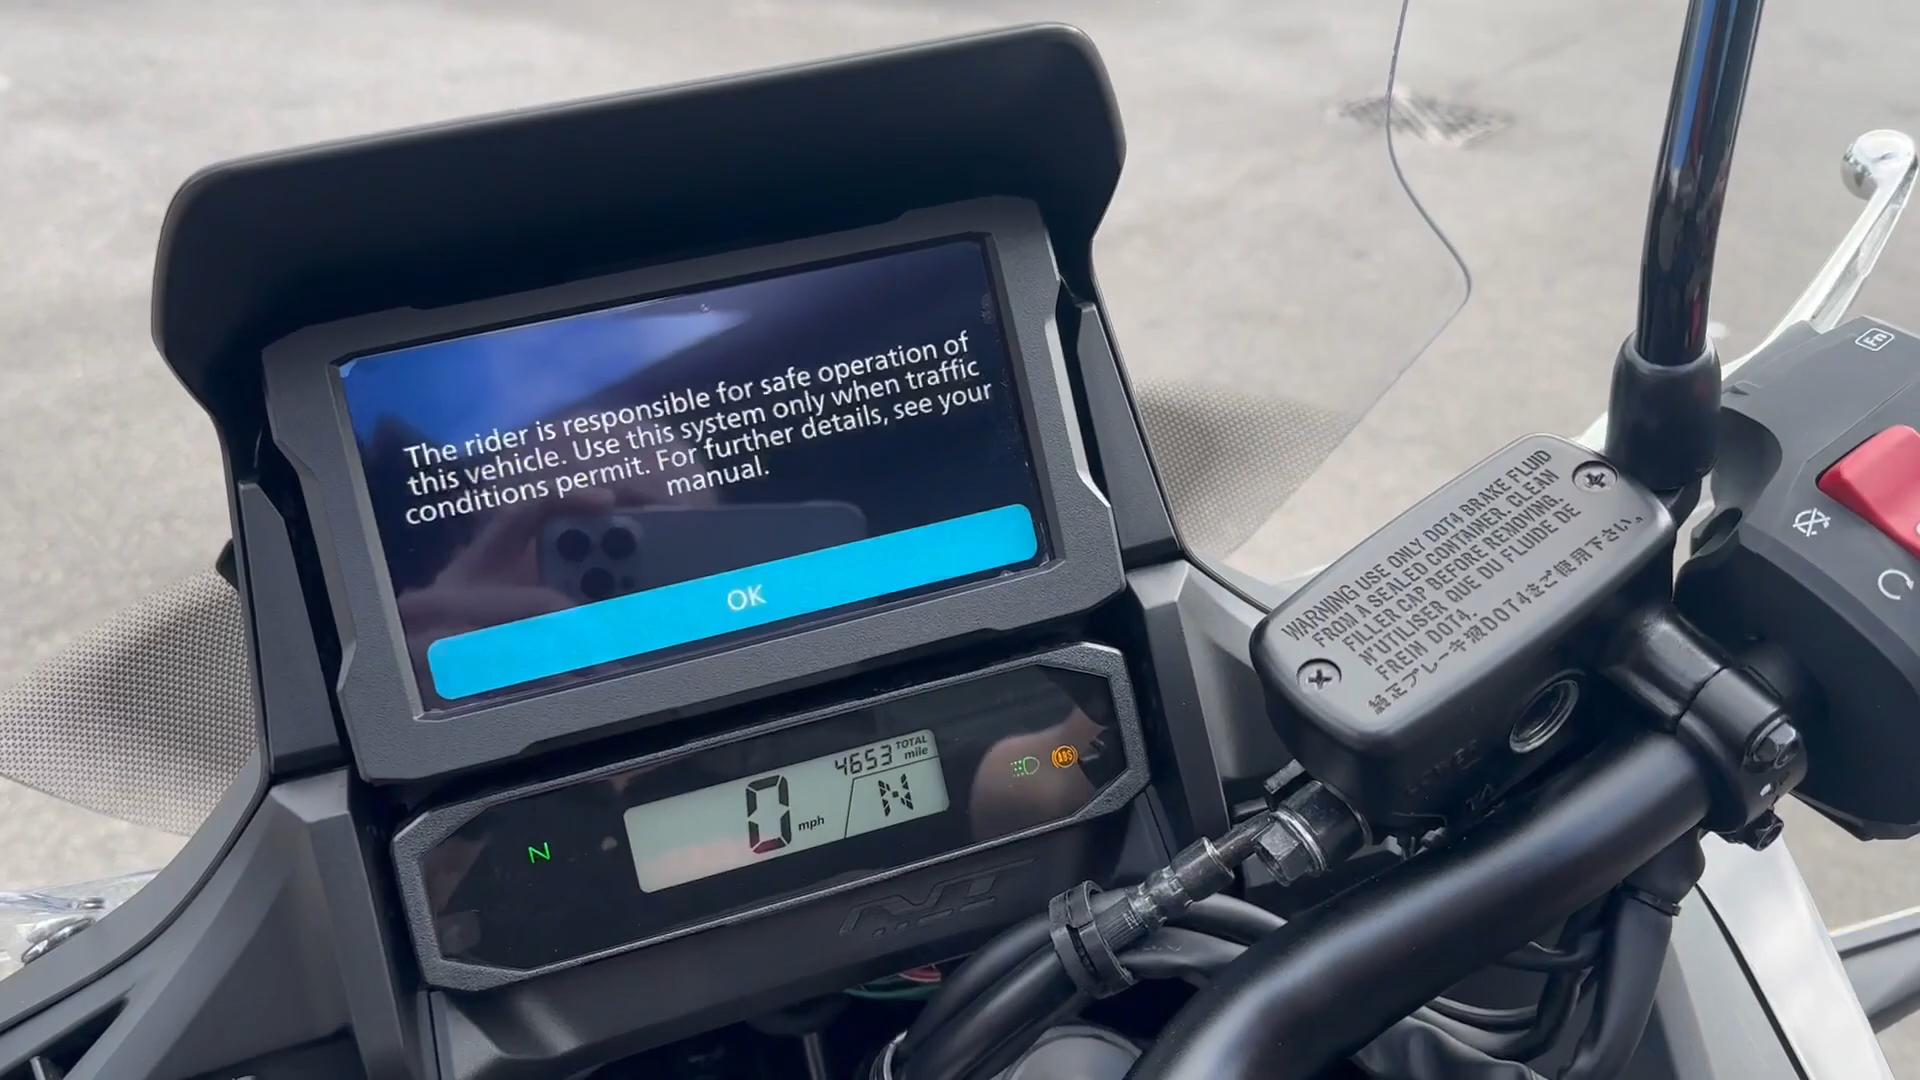 The rider is responsible for safe operation of
this vehicle. Use this system only when traffic
conditions permit. For further details, see your
manual.
OK
4653 TOTAL mile
0 mph N
N
ABS
NT
Fn
WARNING USE ONLY DOT4 BRAKE FLUID
FROM A SEALED CONTAINER. CLEAN
FILLER CAP BEFORE REMOVING.
N'UTILISER QUE DU FLUIDE DE
FREIN DOT4.
純正ブレーキ液DOT4をご使用下さい。